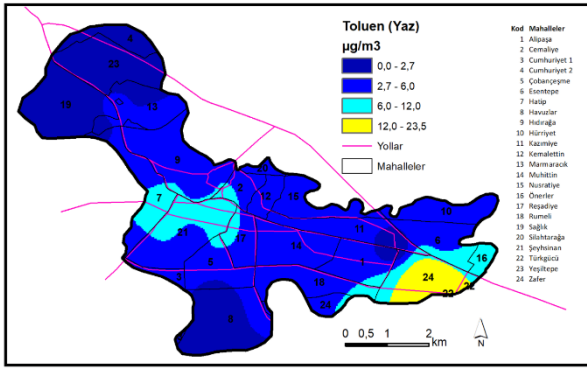 Toluen (Yaz)
µg/m3
0,0 - 2,7
2,7 - 6,0
6,0 - 12,0
12,0 - 23,5
Yollar
Mahalleler
Kod Mahalleler
1 Alipaşa
2 Cemaliye
3 Cumhuriyet 1
4 Cumhuriyet 2
5 Çobançeşme
6 Esentepe
7 Hatip
8 Havuzlar
9 Hıdırağa
10 Hürriyet
11 Kazımiye
12 Kemalettin
13 Marmaracık
14 Muhittin
15 Nusratiye
16 Önerler
17 Reşadiye
18 Rumeli
19 Sağlık
20 Silahtarağa
21 Şeyhsinan
22 Türkgücü
23 Yeşiltepe
24 Zafer
4
23
19
13
9
7
2
20
12
15
10
21
17
11
14
6
16
5
1
3
18
24
24
22
23
8
0 0,5 1 2
km
N